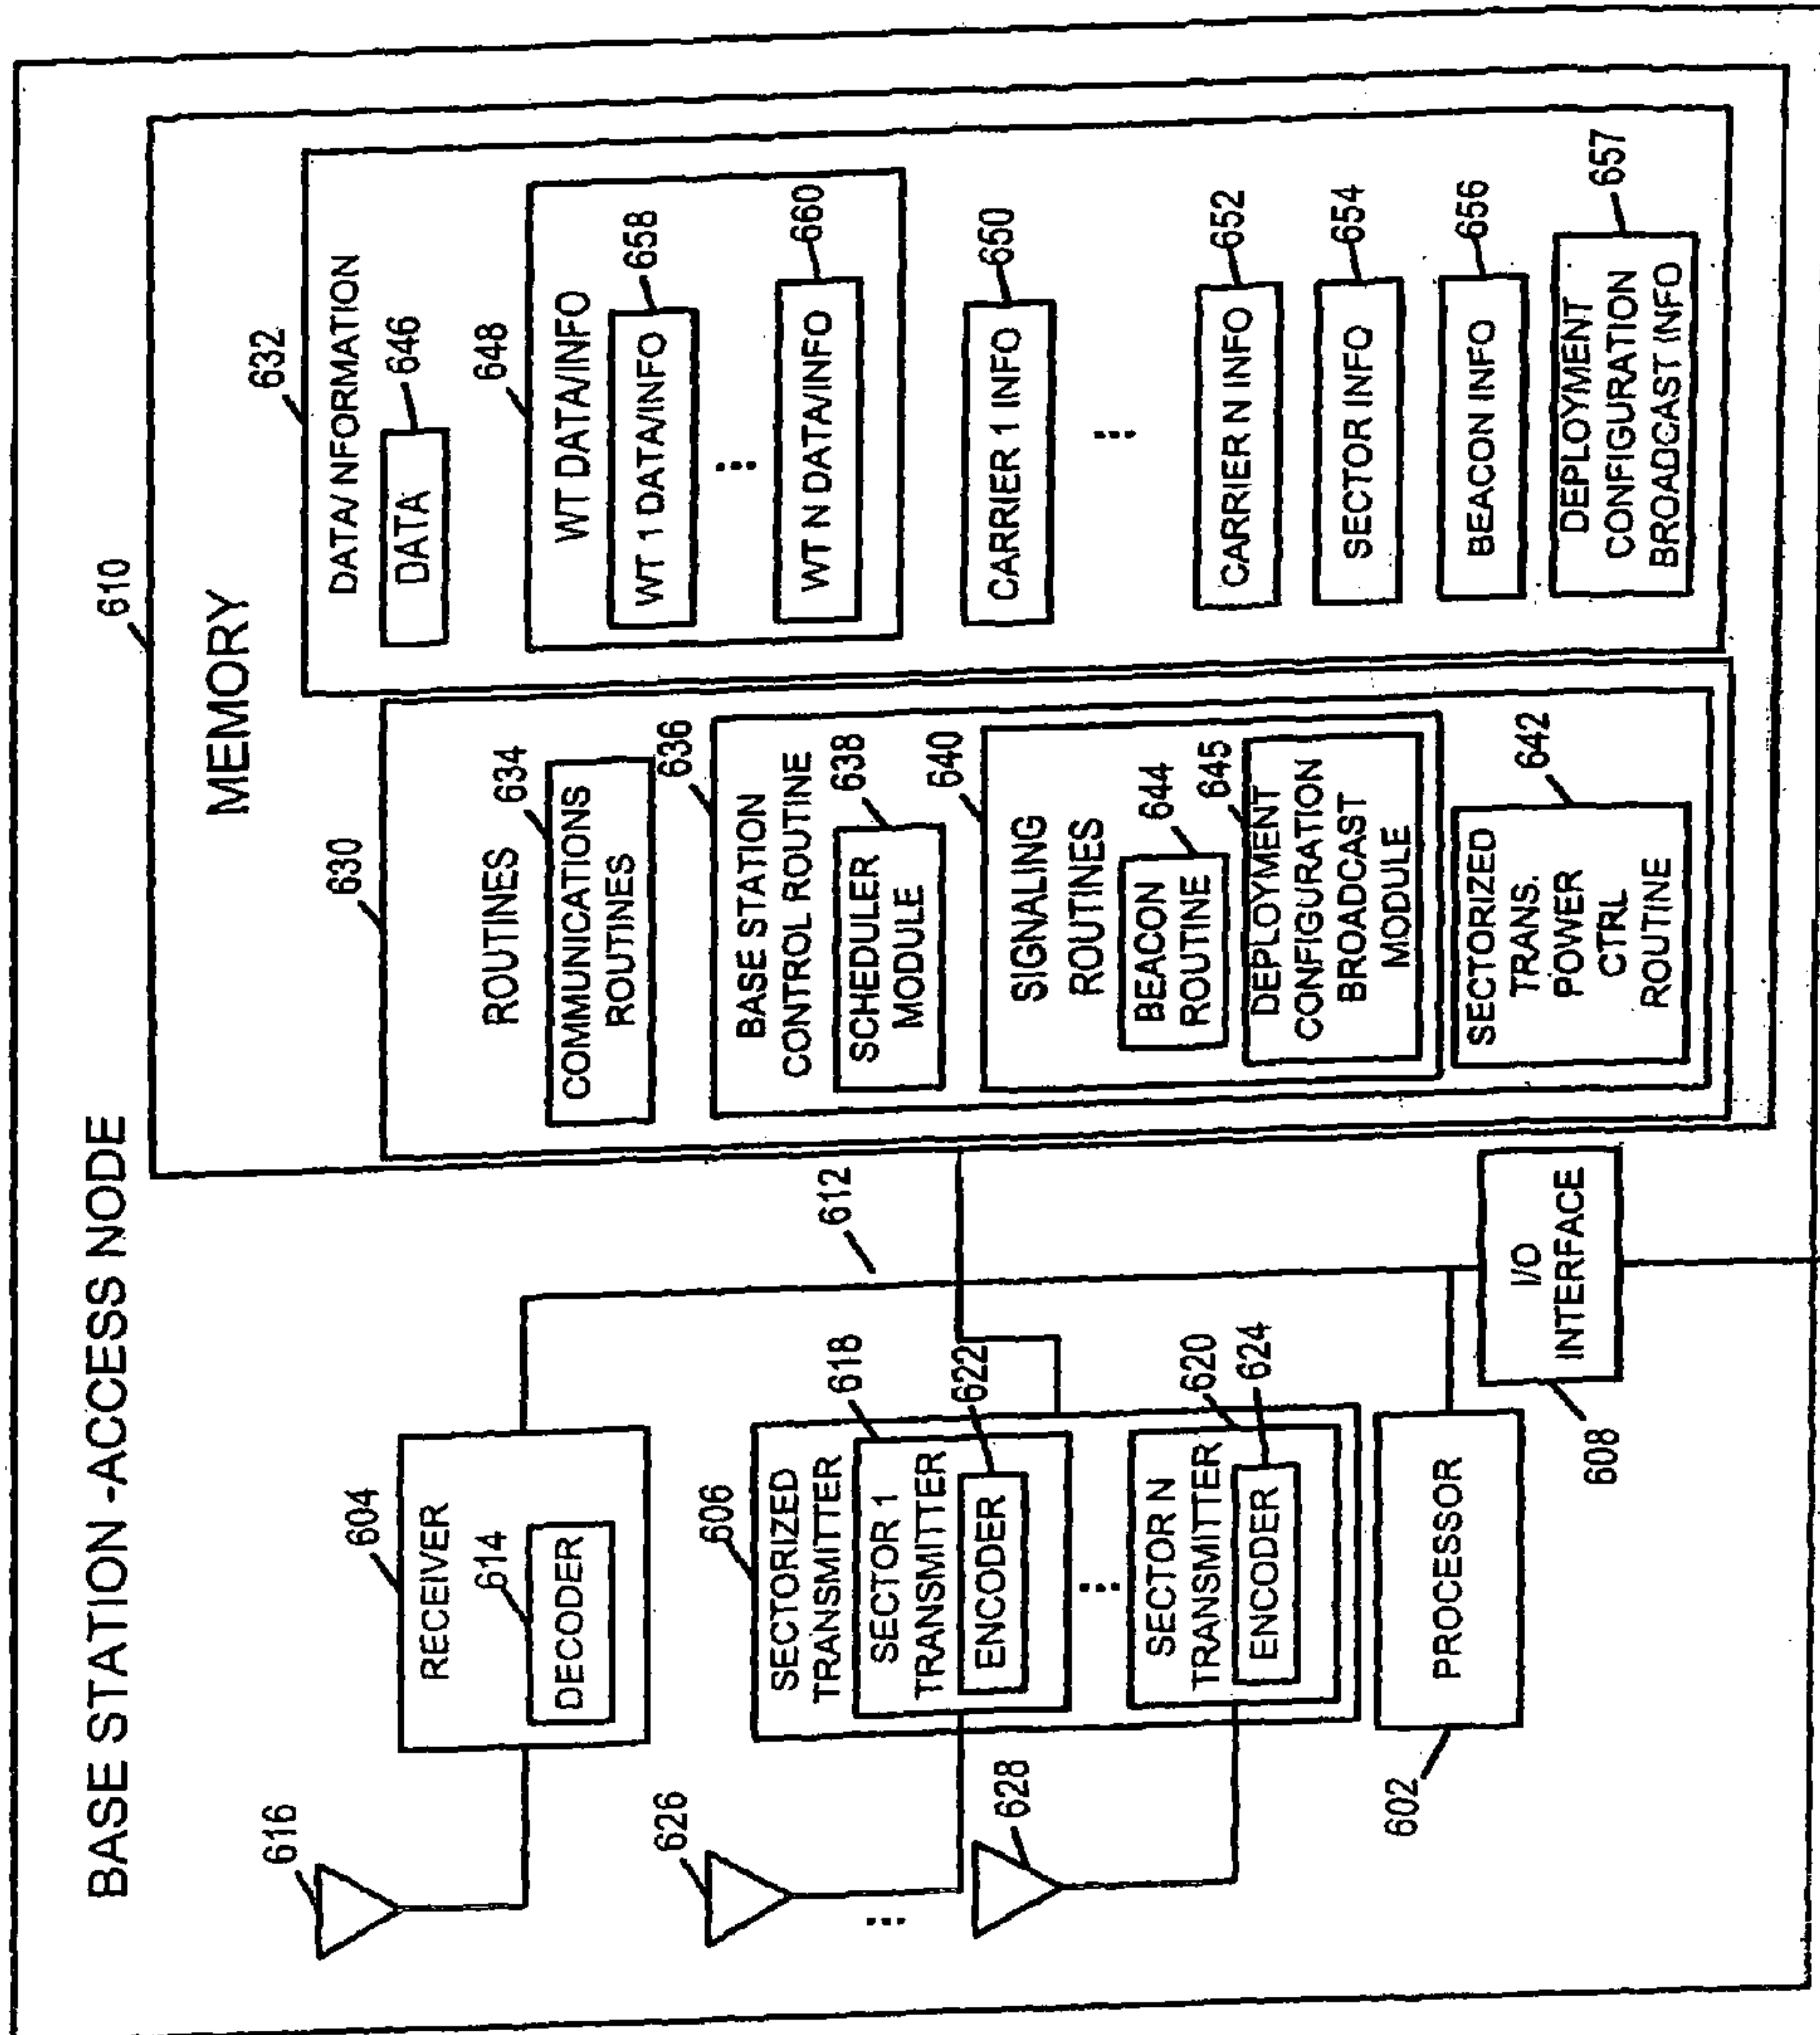 BASE STATION -ACCESS NODE
616
604
RECEIVER
614
DECODER
626
...
628
606
SECTORIZED
TRANSMITTER
618
SECTOR 1
TRANSMITTER
622
ENCODER
...
620
SECTOR N
TRANSMITTER
624
ENCODER
602
PROCESSOR
612
608
I/O
INTERFACE
610
MEMORY
630
ROUTINES
634
COMMUNICATIONS
ROUTINES
636
BASE STATION
CONTROL ROUTINE
638
SCHEDULER
MODULE
640
SIGNALING
ROUTINES
644
BEACON
ROUTINE
645
DEPLOYMENT
CONFIGURATION
BROADCAST
MODULE
642
SECTORIZED
TRANS.
POWER
CTRL
ROUTINE
632
DATA/INFORMATION
646
DATA
648
WT DATA/INFO
658
WT 1 DATA/INFO
...
660
WT N DATA/INFO
650
CARRIER 1 INFO
...
652
CARRIER N INFO
654
SECTOR INFO
656
BEACON INFO
657
DEPLOYMENT
CONFIGURATION
BROADCAST INFO